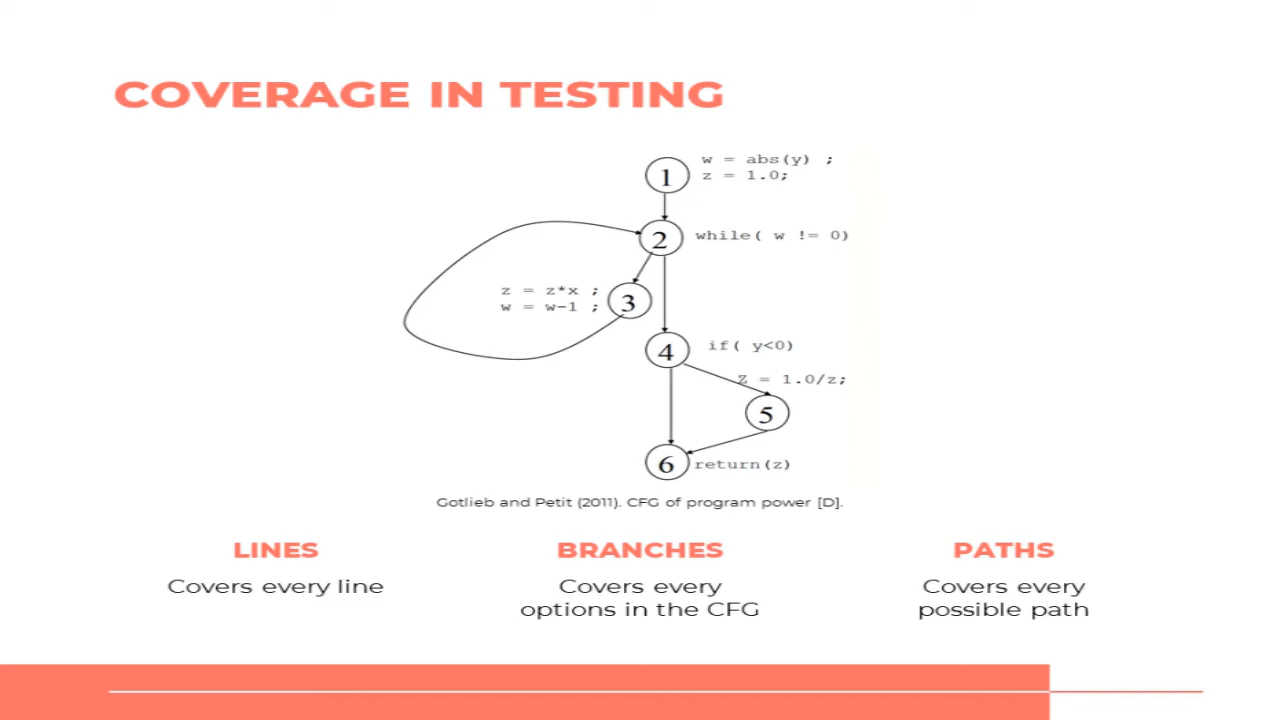 COVERAGE IN TESTING
1
w = abs(y) ;
z = 1.0;
2
while( w != 0)
z = z*x ;
w = w-1 ;
3
4
if( y<0)
Z = 1.0/z;
5
6
return(z)
Gotlieb and Petit (2011). CFG of program power [D].
LINES
Covers every line
BRANCHES
Covers every
options in the CFG
PATHS
Covers every
possible path